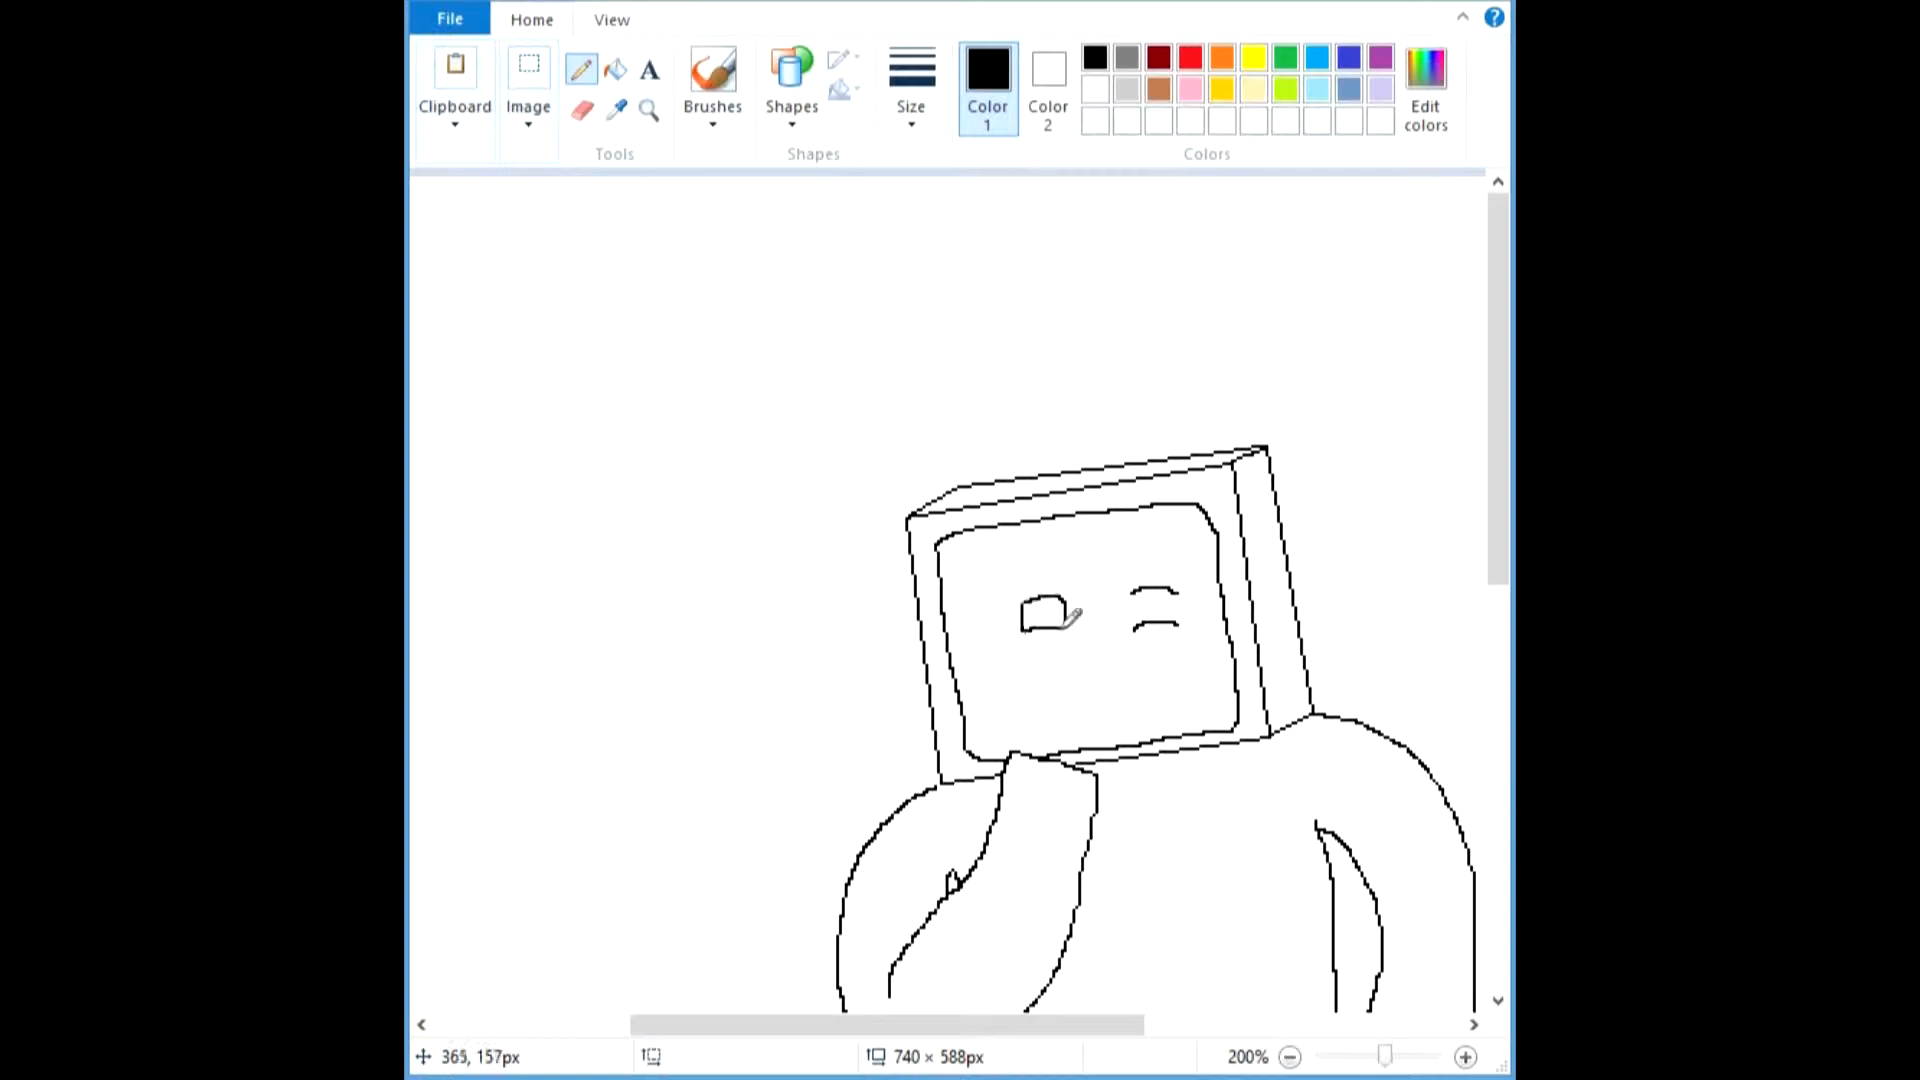 File Home View
Clipboard Image Brushes Shapes Size Color 1 Color 2 Edit colors
A
Tools Shapes Colors
365, 157px 740 × 588px 200%